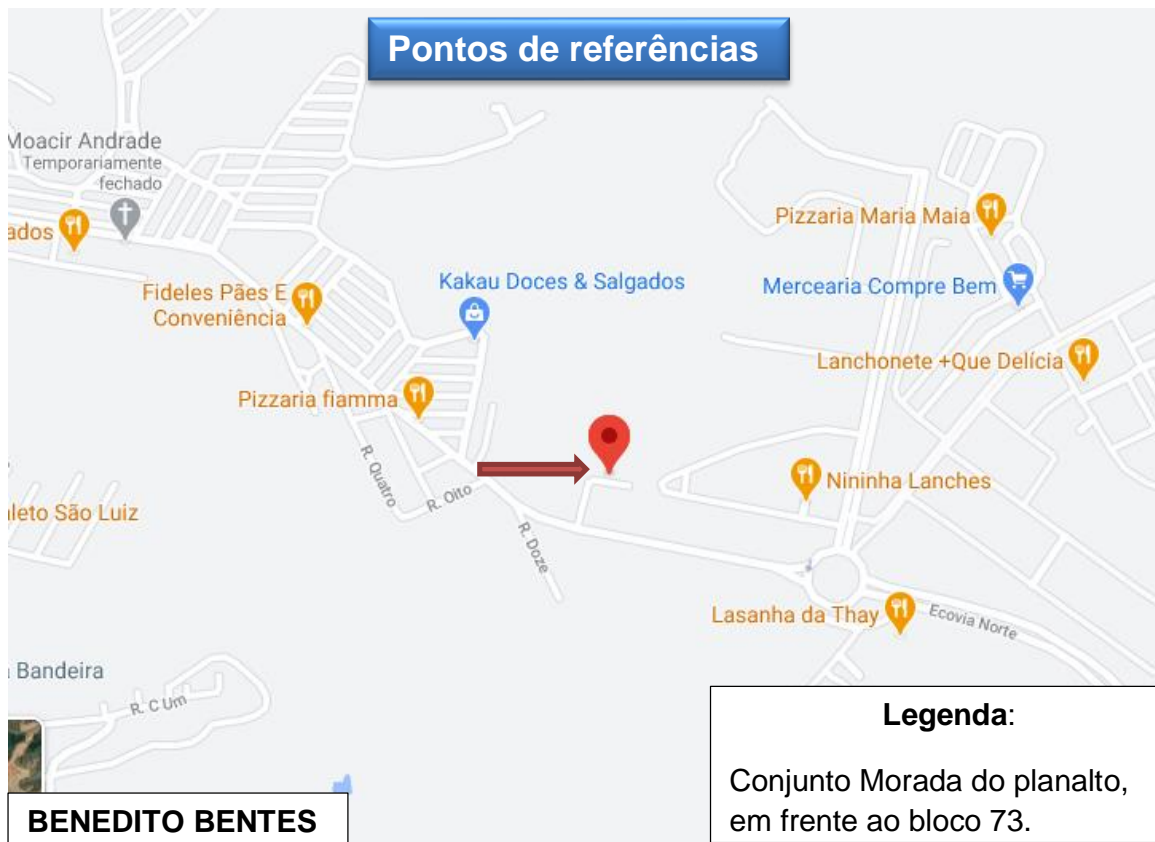 Pontos de referências
Moacir Andrade
Temporariamente
fechado
ados
Fideles Pães E
Conveniência
Kakau Doces & Salgados
Pizzaria Maria Maia
Mercearia Compre Bem
Lanchonete +Que Delícia
Pizzaria fiamma
R. Quatro
R. Oito
R. Doze
Nininha Lanches
leto São Luiz
Lasanha da Thay
Ecovia Norte
Bandeira
R. C Um
Legenda:
Conjunto Morada do planalto,
em frente ao bloco 73.
BENEDITO BENTES